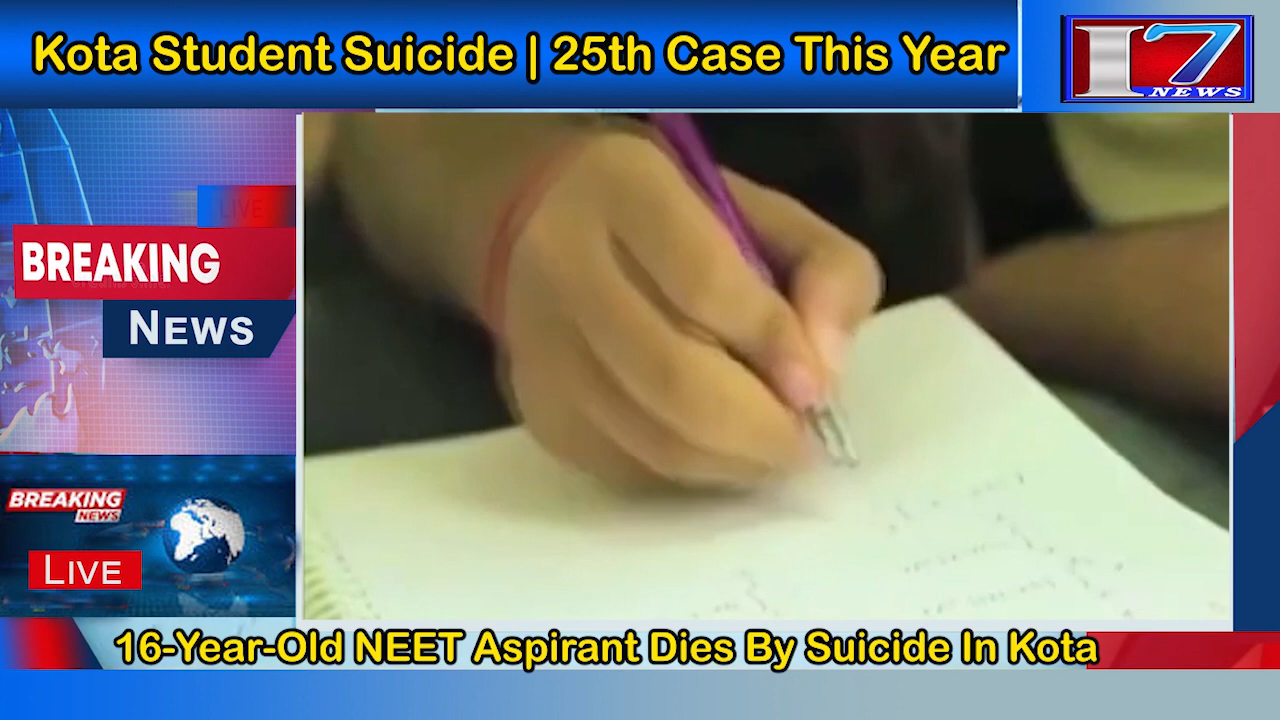 Kota Student Suicide | 25th Case This Year
I7
NEWS
LIVE
BREAKING
NEWS
BREAKING
NEWS
LIVE
16-Year-Old NEET Aspirant Dies By Suicide In Kota